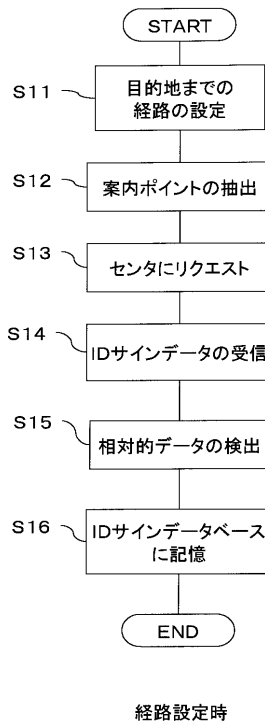 START
S11
目的地までの
経路の設定
S12
案内ポイントの抽出
S13
センタにリクエスト
S14
IDサインデータの受信
S15
相対的データの検出
S16
IDサインデータベース
に記憶
END
経路設定時